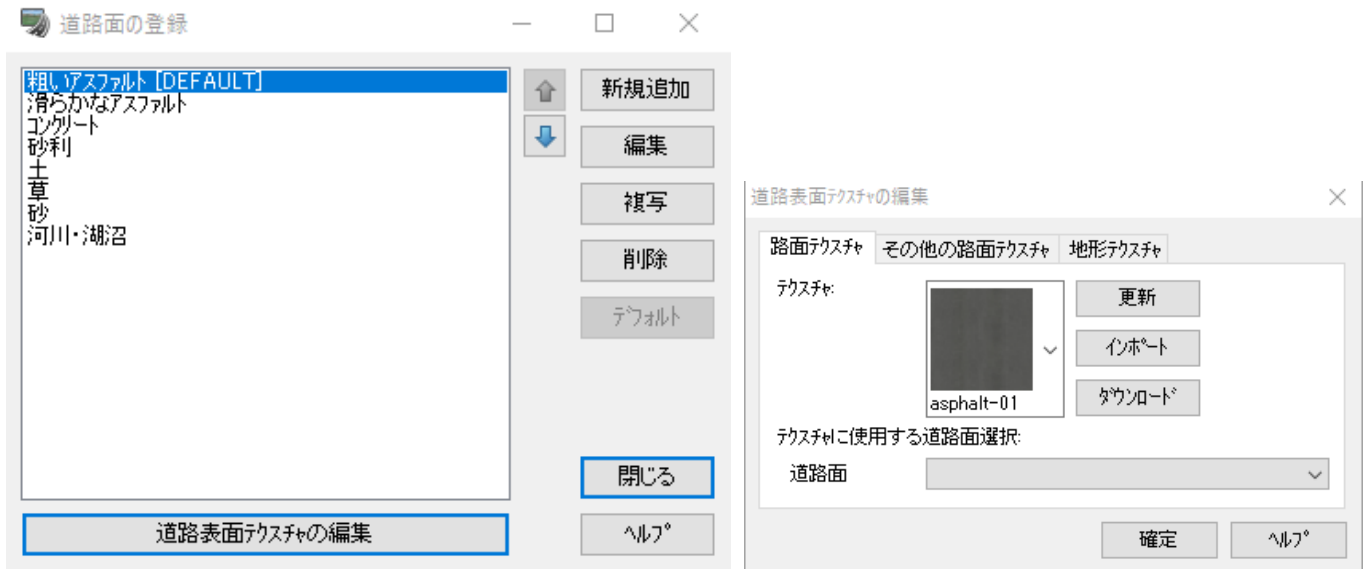 道路面の登録
粗いアスファルト [DEFAULT]
滑らかなアスファルト
コンクリート
砂利
土
草
砂
河川・湖沼
新規追加
編集
複写
削除
デフォルト
閉じる
道路表面テクスチャの編集
ヘルプ
道路表面テクスチャの編集
路面テクスチャ
その他の路面テクスチャ
地形テクスチャ
テクスチャ:
asphalt-01
更新
インポート
ダウンロード
テクスチャに使用する道路面選択:
道路面
確定
ヘルプ